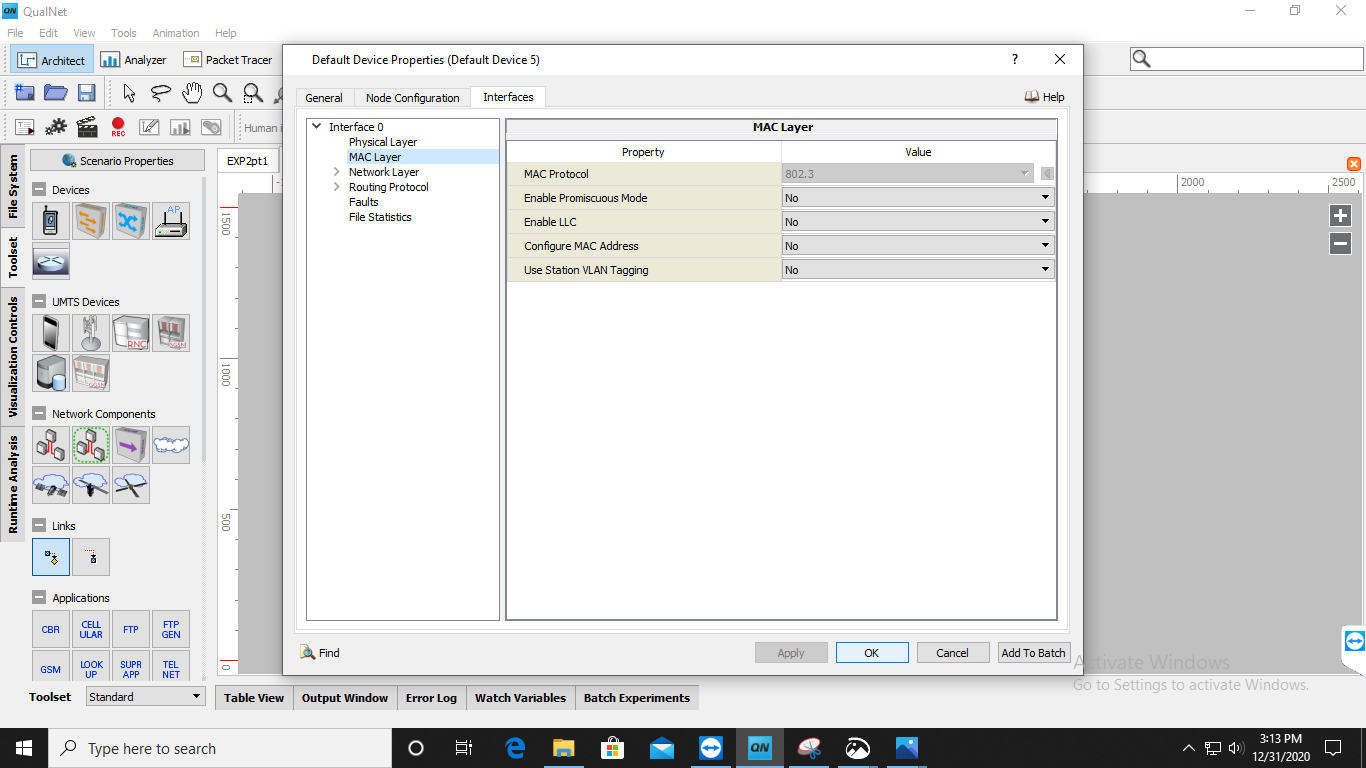 QualNet
File Edit View Tools Animation Help
Architect Analyzer Packet Tracer
Default Device Properties (Default Device 5) ?
General Node Configuration Interfaces Help
REC Human i
Scenario Properties EXP2pt1
File System Toolset Visualization Controls Runtime Analysis
Devices
AP
UMTS Devices
RNC SGSN
GGSN
Network Components
Links
Applications
CBR CELL ULAR FTP FTP GEN
GSM LOOK UP SUPR APP TEL NET
Toolset Standard
2000 2500
1500
1000
500
0
Interface 0
Physical Layer
MAC Layer
Network Layer
Routing Protocol
Faults
File Statistics
MAC Layer
Property Value
MAC Protocol 802.3
Enable Promiscuous Mode No
Enable LLC No
Configure MAC Address No
Use Station VLAN Tagging No
Find Apply OK Cancel Add To Batch
Activate Windows
Go to Settings to activate Windows.
Table View Output Window Error Log Watch Variables Batch Experiments
Type here to search
QN
3:13 PM
12/31/2020